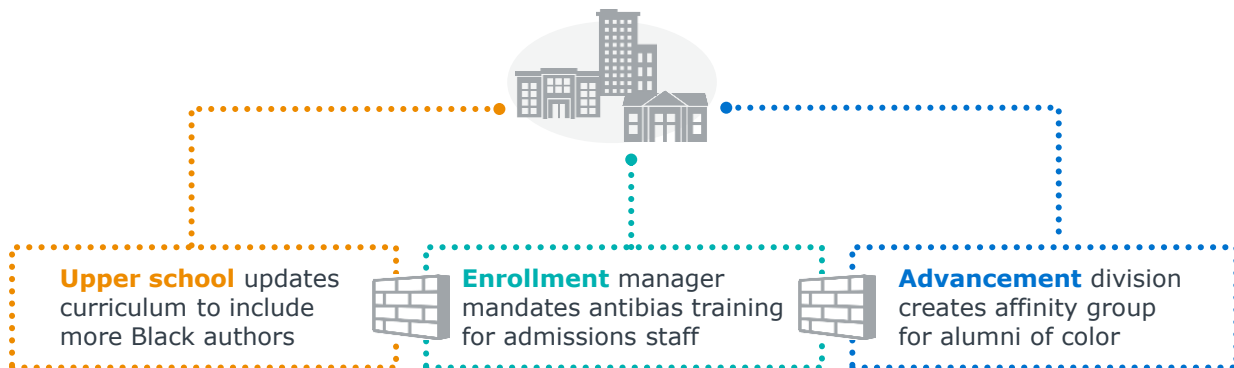 Upper school updates
curriculum to include
more Black authors
Enrollment manager
mandates antibias training
for admissions staff
Advancement division
creates affinity group
for alumni of color